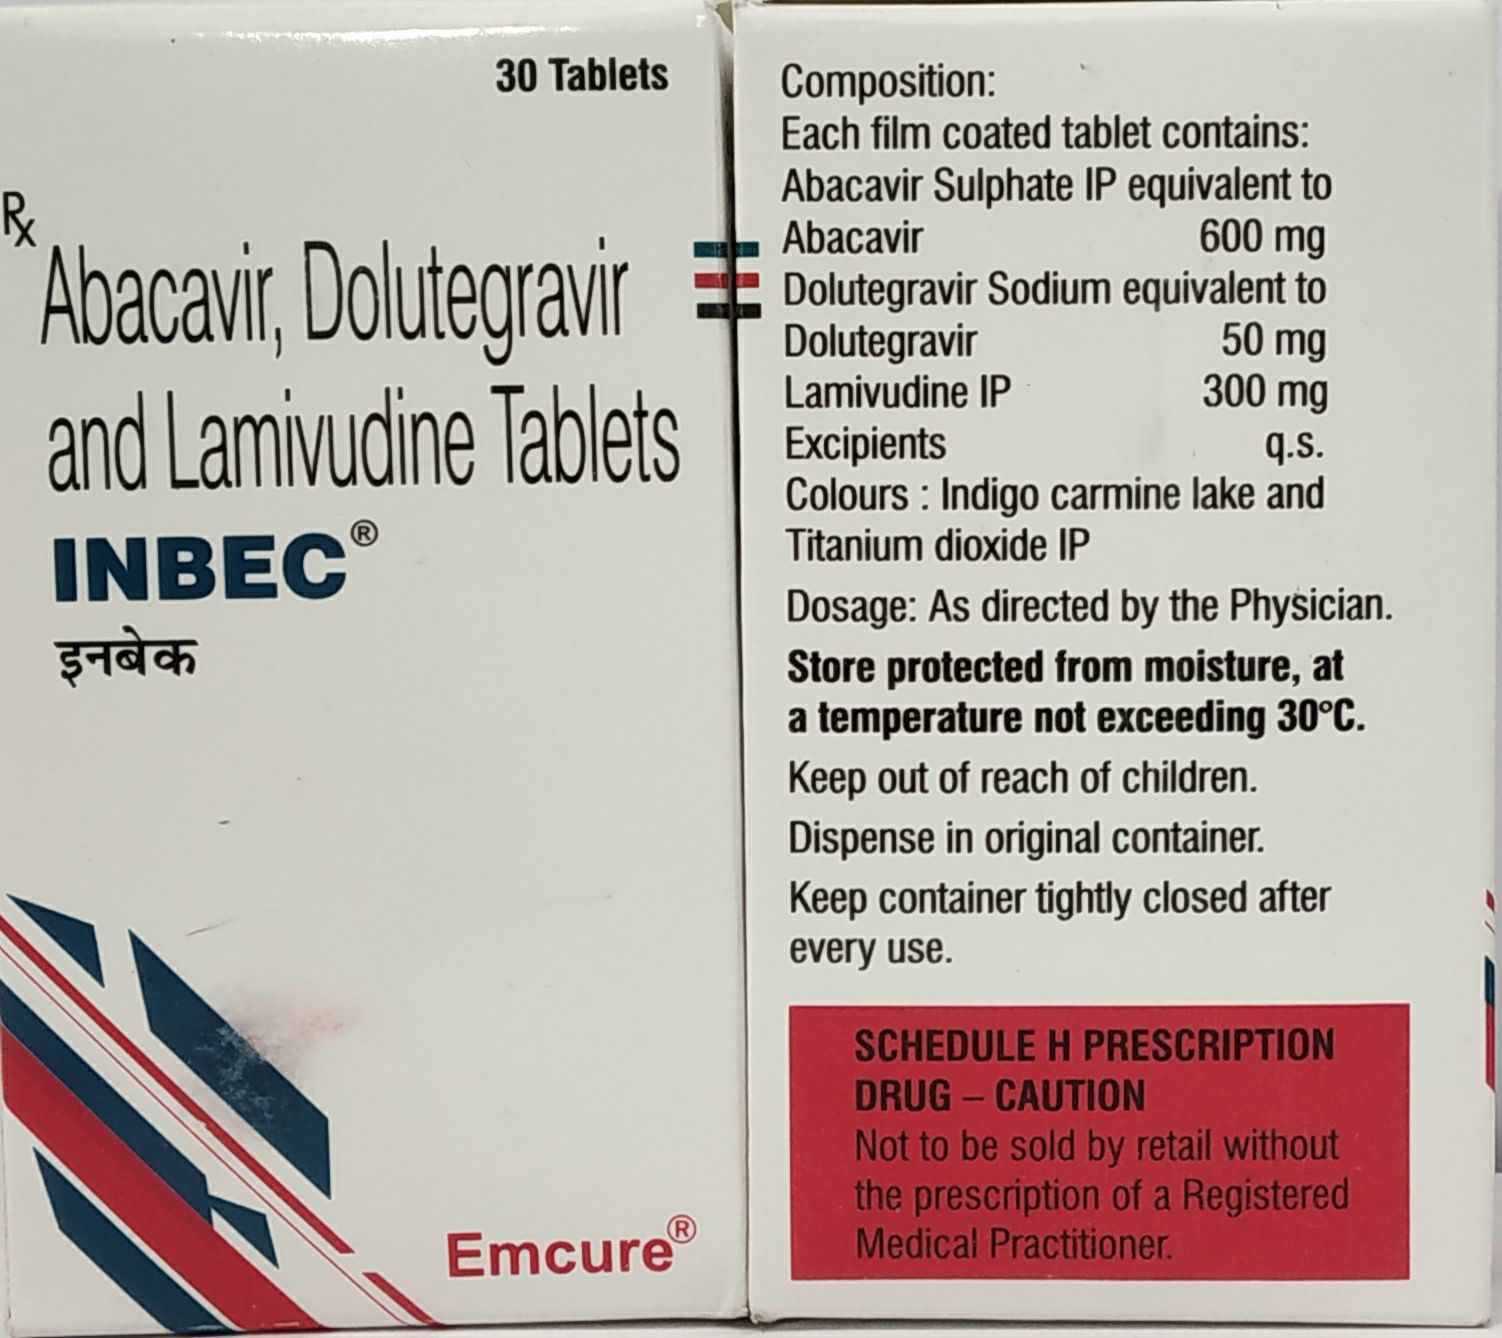 30 Tablets
Rx
Abacavir, Dolutegravir
and Lamivudine Tablets
INBEC®
इनबेक
Emcure®
Composition:
Each film coated tablet contains:
Abacavir Sulphate IP equivalent to
Abacavir 600 mg
Dolutegravir Sodium equivalent to
Dolutegravir 50 mg
Lamivudine IP 300 mg
Excipients q.s.
Colours : Indigo carmine lake and
Titanium dioxide IP
Dosage: As directed by the Physician.
Store protected from moisture, at
a temperature not exceeding 30°C.
Keep out of reach of children.
Dispense in original container.
Keep container tightly closed after
every use.
SCHEDULE H PRESCRIPTION
DRUG – CAUTION
Not to be sold by retail without
the prescription of a Registered
Medical Practitioner.